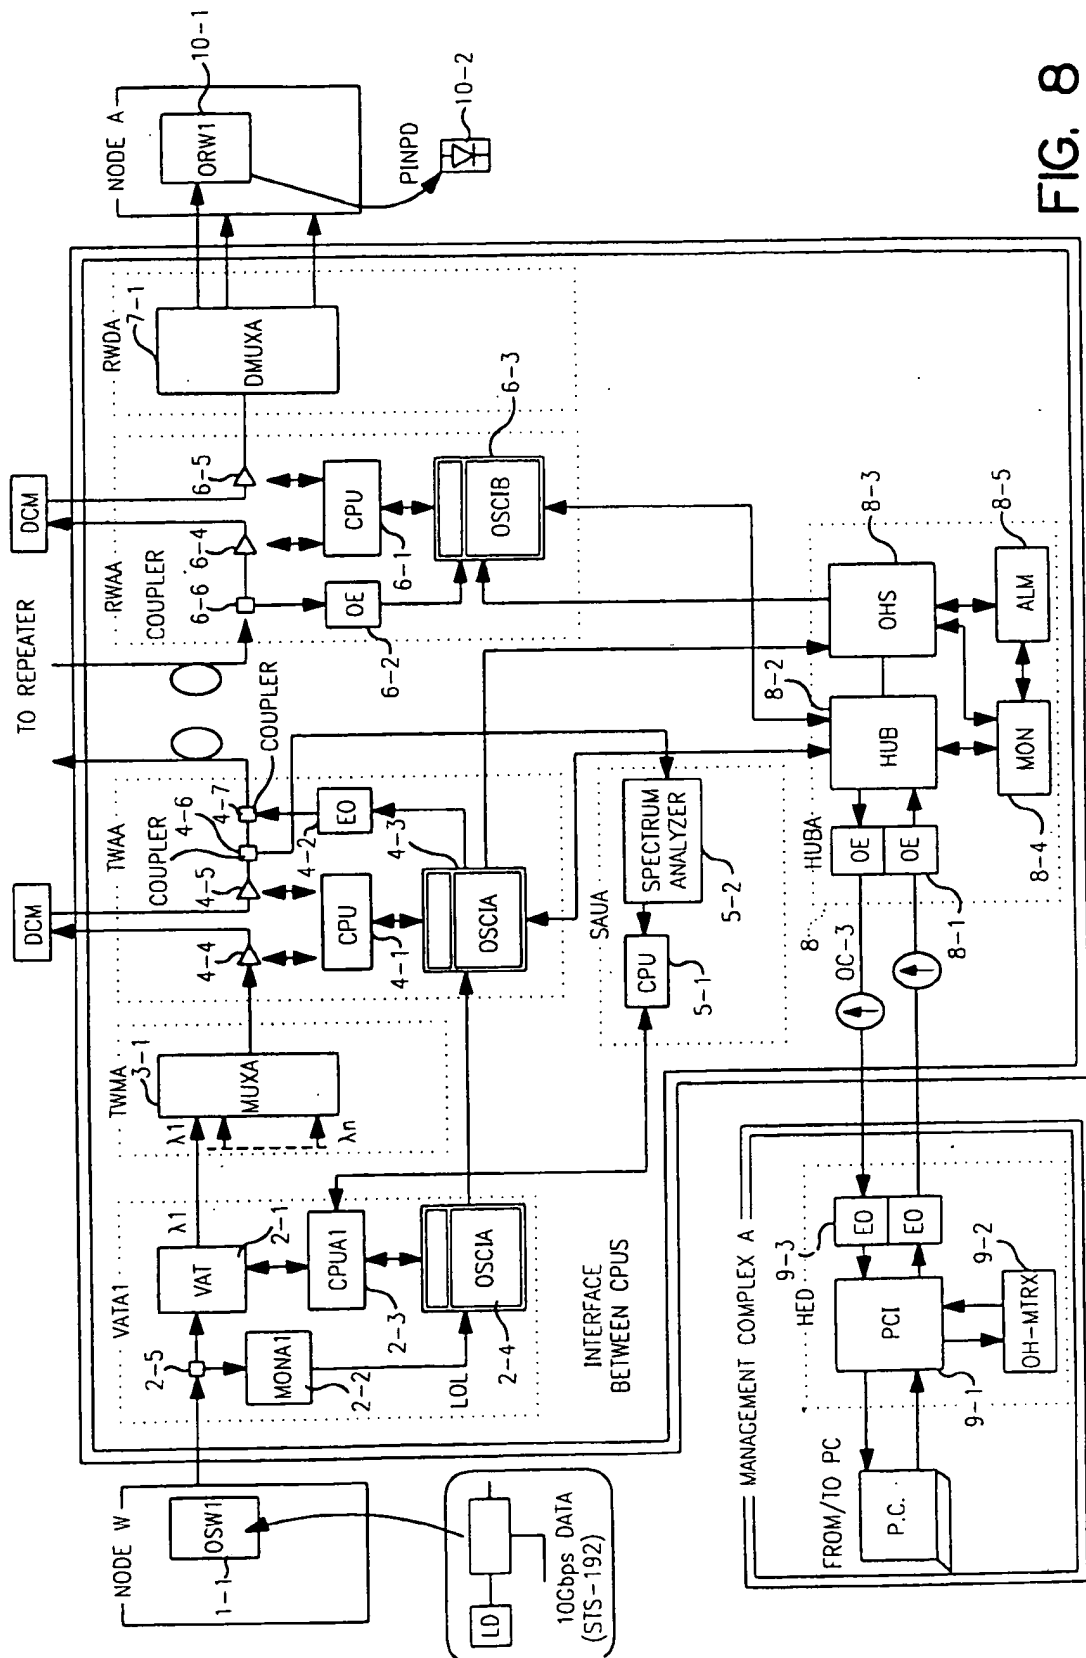 NODE W
OSW1
1-1
LD
10Gbps DATA
(STS-192)
VATA1
2-5
VAT
2-1
λ1
MONA1
2-2
CPUA1
2-3
LOL
OSCIA
2-4
INTERFACE
BETWEEN CPUS
TWMA
3-1
λ1
MUXA
λn
DCM
TWAA
4-4
4-5
COUPLER
4-6
4-7
COUPLER
CPU
4-1
EO
4-2
4-3
OSCIA
SAUA
CPU
5-1
SPECTRUM
ANALYZER
5-2
TO REPEATER
DCM
RWAA
COUPLER
6-6
6-4
6-5
OE
6-2
CPU
6-1
OSCIB
6-3
RWDA
7-1
DMUXA
NODE A
ORW1
10-1
PINPD
10-2
HUBA
8
OE
OE
8-1
OC-3
HUB
8-2
OHS
8-3
MON
8-4
ALM
8-5
MANAGEMENT COMPLEX A
FROM/TO PC
P.C.
HED
9-3
EO
EO
PCI
9-1
OH-MTRX
9-2
FIG. 8